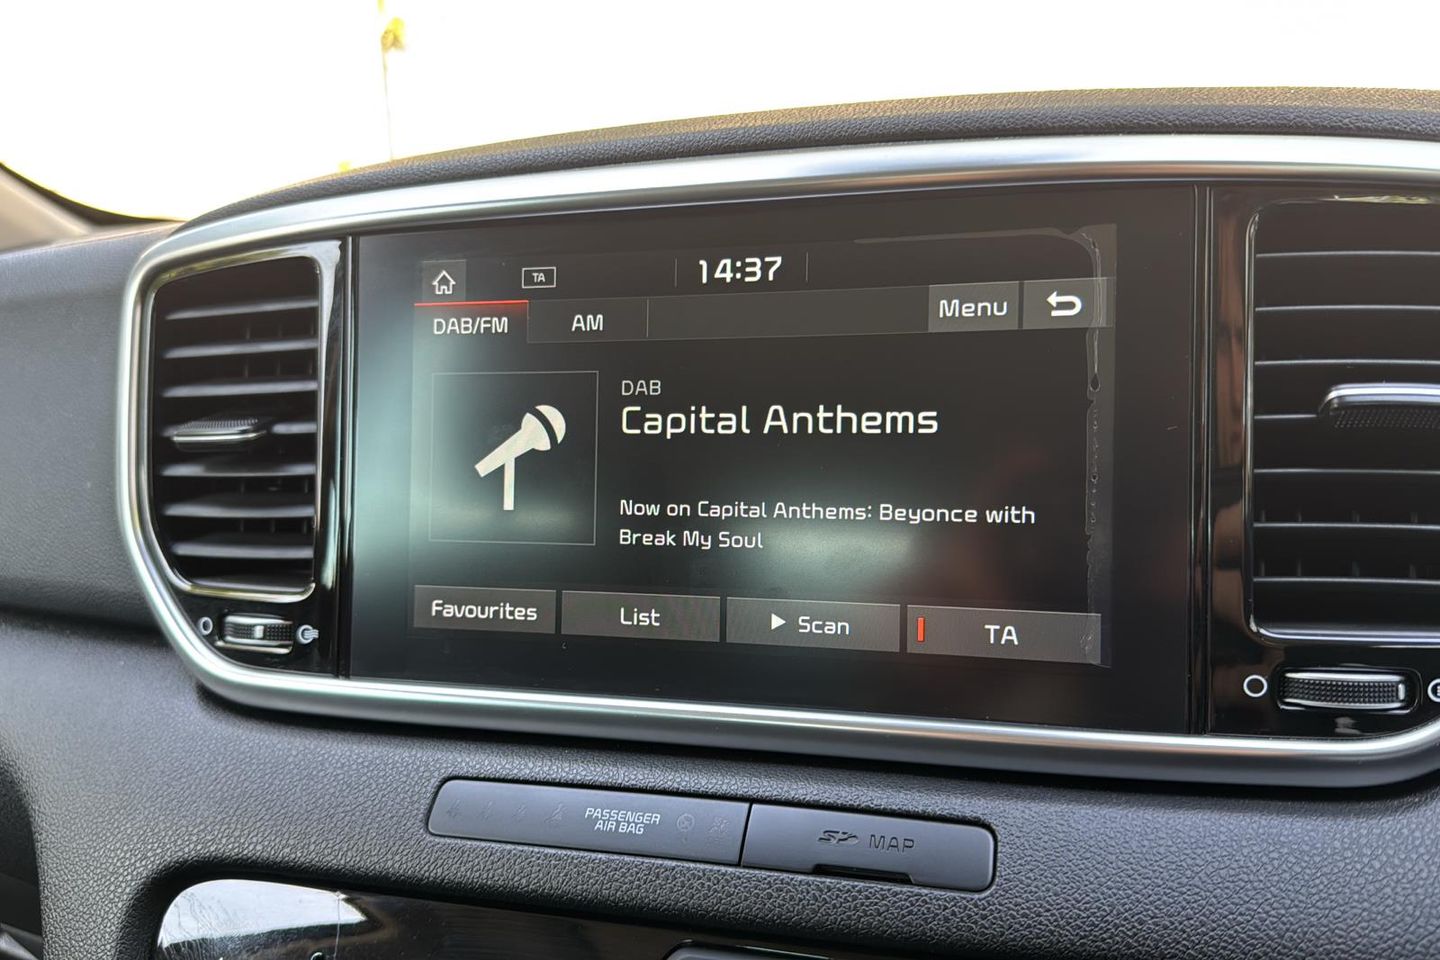 TA
14:37
DAB/FM
AM
Menu
DAB
Capital Anthems
Now on Capital Anthems: Beyonce with
Break My Soul
Favourites
List
Scan
TA
PASSENGER
AIR BAG
SD MAP